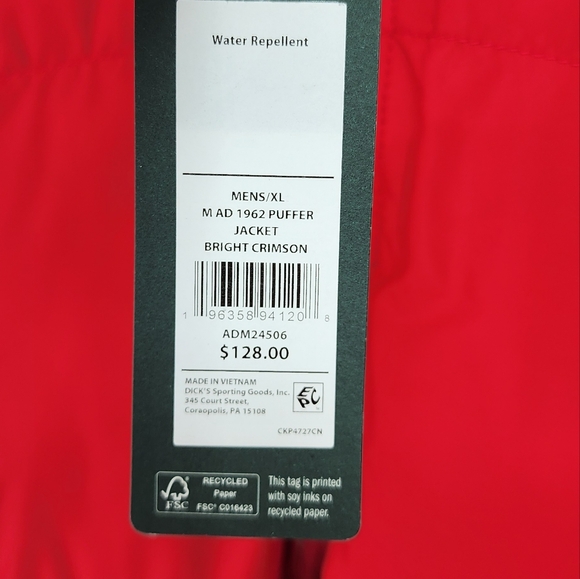 Water Repellent
MENS/XL
M AD 1962 PUFFER
JACKET
BRIGHT CRIMSON
1 96358 94120 8
ADM24506
$128.00
MADE IN VIETNAM
DICK'S Sporting Goods, Inc.
345 Court Street,
Coraopolis, PA 15108
EPC
CKP4727CN
RECYCLED
Paper
FSC® C016423
FSC
This tag is printed
with soy inks on
recycled paper.